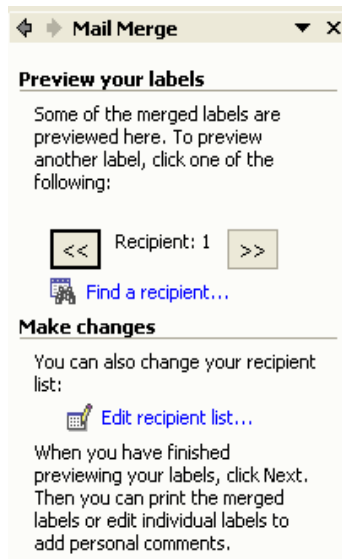 Mail Merge
Preview your labels
Some of the merged labels are
previewed here. To preview
another label, click one of the
following:
<< Recipient: 1 >>
Find a recipient...
Make changes
You can also change your recipient
list:
Edit recipient list...
When you have finished
previewing your labels, click Next.
Then you can print the merged
labels or edit individual labels to
add personal comments.